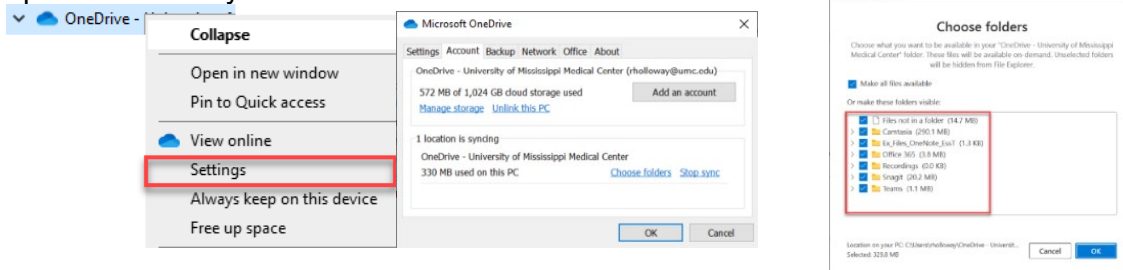 OneDrive -
Collapse
Open in new window
Pin to Quick access
View online
Settings
Always keep on this device
Free up space
Microsoft OneDrive
Settings Account Backup Network Office About
OneDrive - University of Mississippi Medical Center (rholloway@umc.edu)
572 MB of 1,024 GB cloud storage used
Add an account
Manage storage Unlink this PC
1 location is syncing
OneDrive - University of Mississippi Medical Center
330 MB used on this PC
Choose folders Stop sync
OK Cancel
Choose folders
Choose what you want to be available in your "OneDrive - University of Mississippi
Medical Center" folder. These files will be available on-demand. Unselected folders
will be hidden from File Explorer.
Make all files available
Or make these folders visible:
Files not in a folder (14.7 MB)
Camtasia (290.1 MB)
Ex_Files_OneNote_EssT (1.3 KB)
Office 365 (3.8 MB)
Recordings (0.0 KB)
Snagit (20.2 MB)
Teams (1.1 MB)
Location on your PC: C:\Users\rholloway\OneDrive - Universit...
Selected: 329.8 MB
Cancel OK